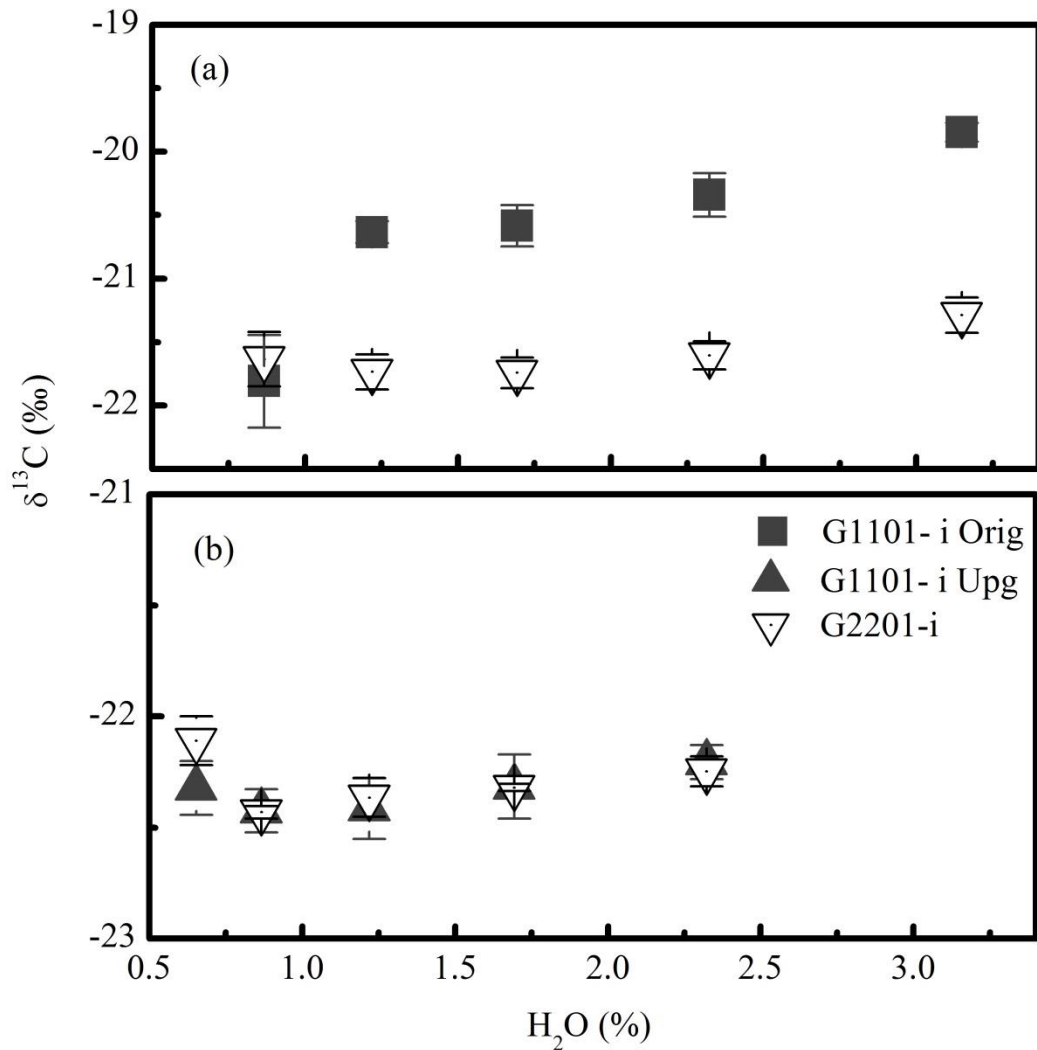 -19
(a)
-20
-21
-22
δ¹³C (‰)
-21
(b)
G1101- i Orig
G1101- i Upg
G2201-i
-22
-23
0.5 1.0 1.5 2.0 2.5 3.0
H₂O (%)